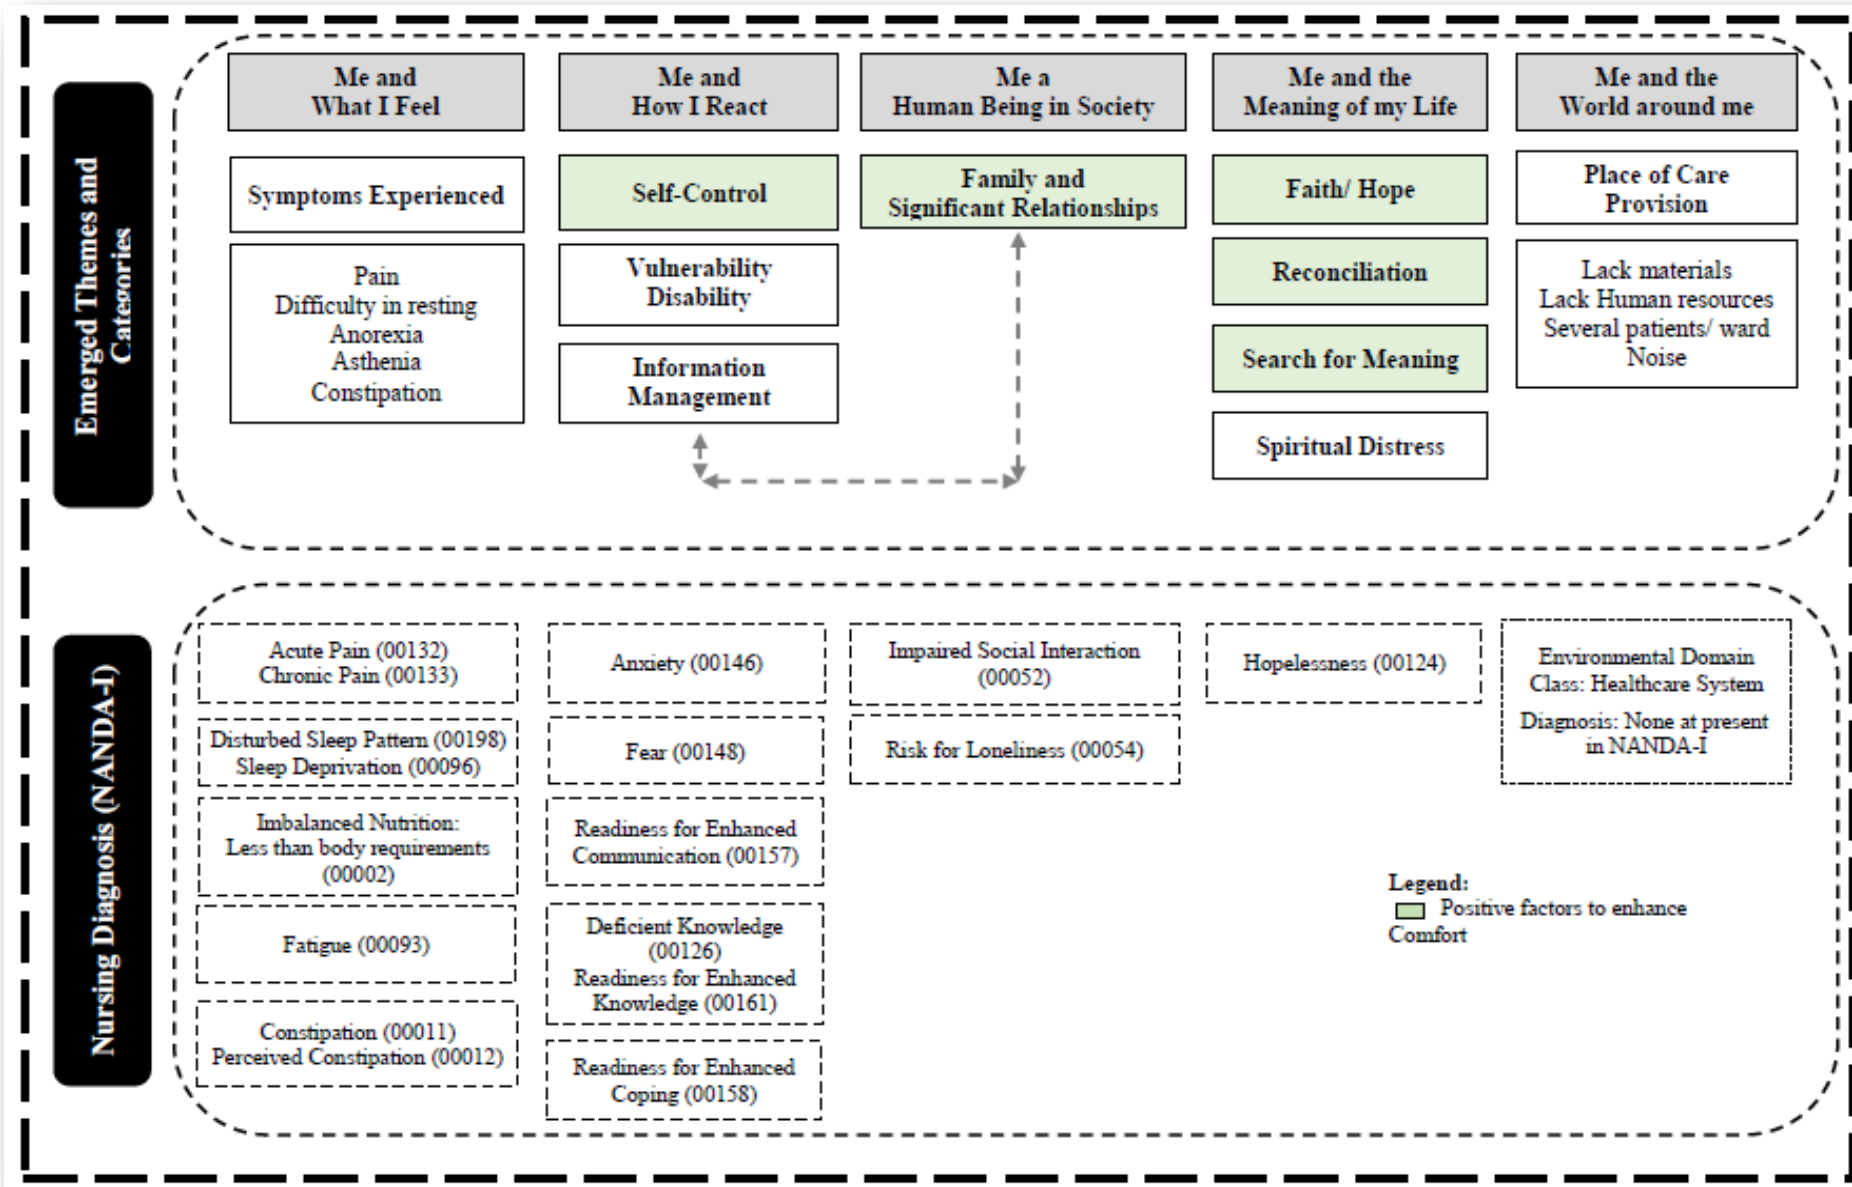 Emerged Themes and
Categories
Me and
What I Feel
Me and
How I React
Me a
Human Being in Society
Me and the
Meaning of my Life
Me and the
World around me
Symptoms Experienced
Pain
Difficulty in resting
Anorexia
Asthenia
Constipation
Self-Control
Vulnerability
Disability
Information
Management
Family and
Significant Relationships
Faith/ Hope
Reconciliation
Search for Meaning
Spiritual Distress
Place of Care
Provision
Lack materials
Lack Human resources
Several patients/ ward
Noise
Nursing Diagnosis (NANDA-I)
Acute Pain (00132)
Chronic Pain (00133)
Disturbed Sleep Pattern (00198)
Sleep Deprivation (00096)
Imbalanced Nutrition:
Less than body requirements
(00002)
Fatigue (00093)
Constipation (00011)
Perceived Constipation (00012)
Anxiety (00146)
Fear (00148)
Readiness for Enhanced
Communication (00157)
Deficient Knowledge
(00126)
Readiness for Enhanced
Knowledge (00161)
Readiness for Enhanced
Coping (00158)
Impaired Social Interaction
(00052)
Risk for Loneliness (00054)
Hopelessness (00124)
Environmental Domain
Class: Healthcare System
Diagnosis: None at present
in NANDA-I
Legend:
Positive factors to enhance
Comfort